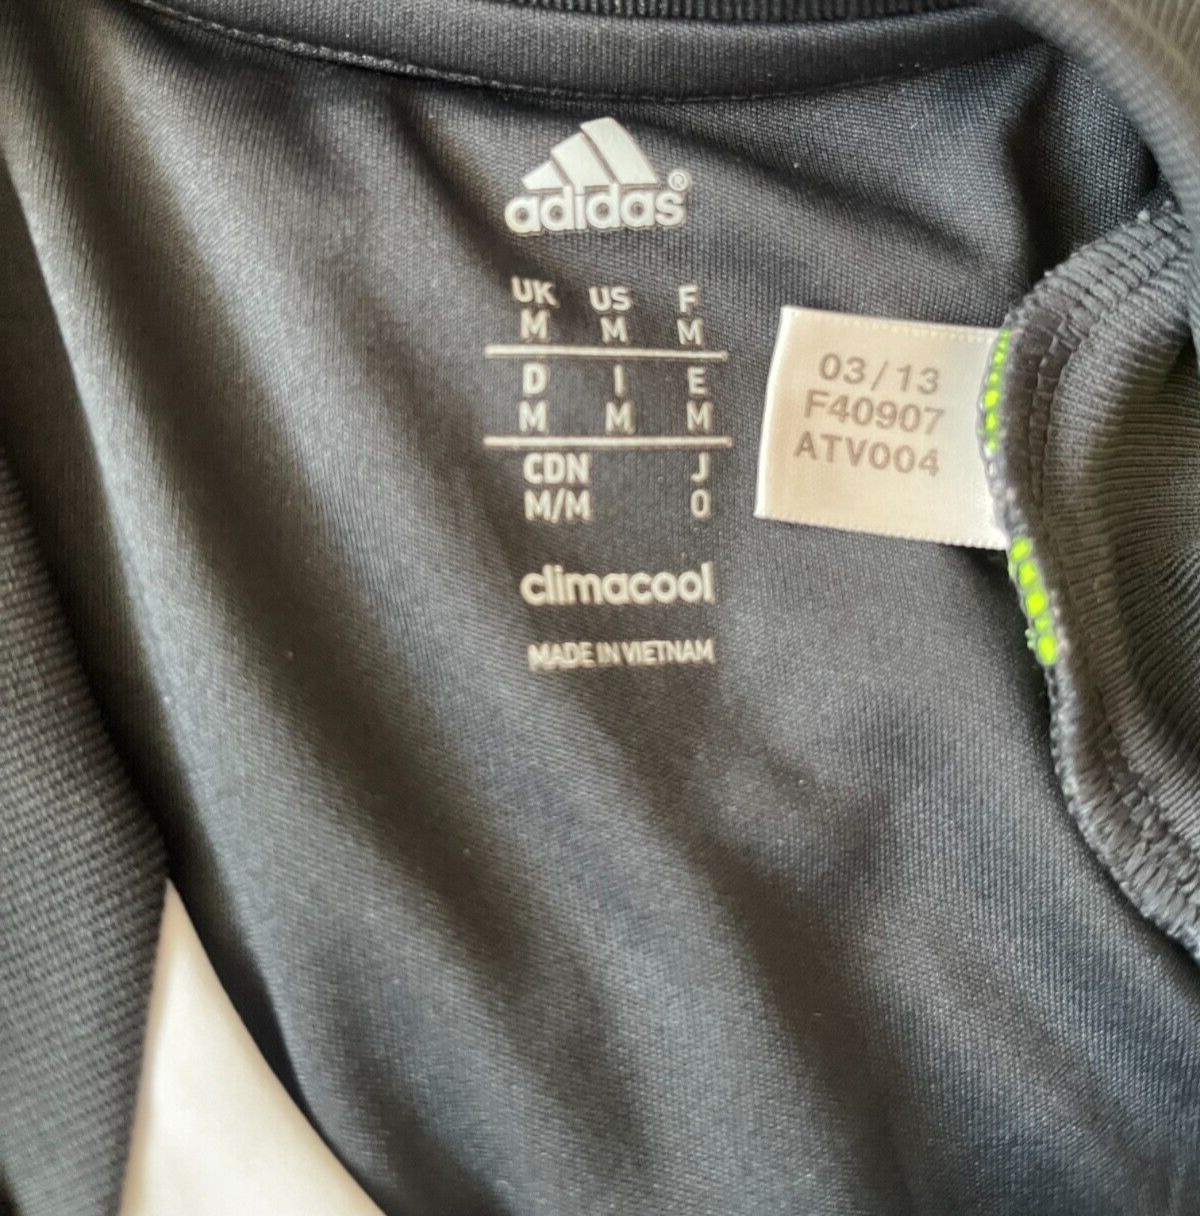 adidas®
UK US F
M M M
D I E
M M M
CDN J
M/M O
climacool
MADE IN VIETNAM
03/13
F40907
ATV004